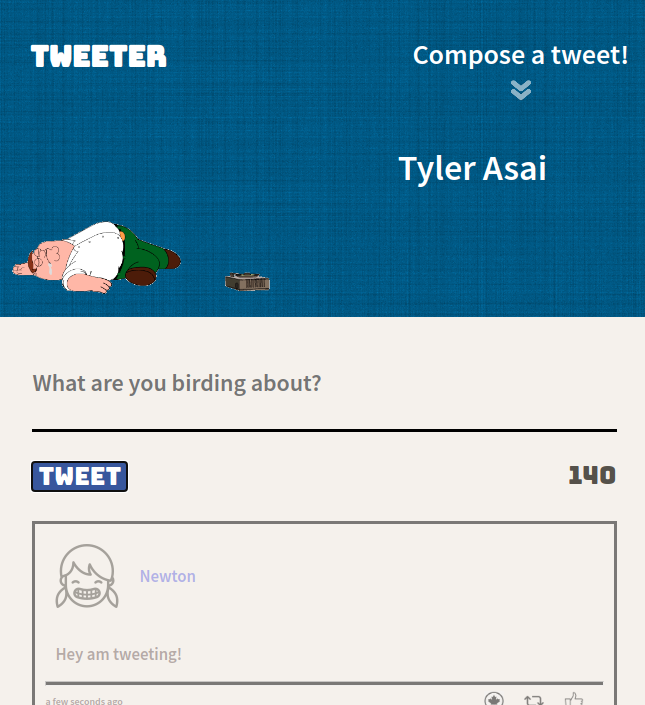 TWEETER
Compose a tweet!
Tyler Asai
What are you birding about?
TWEET
140
Newton
Hey am tweeting!
a few seconds ago